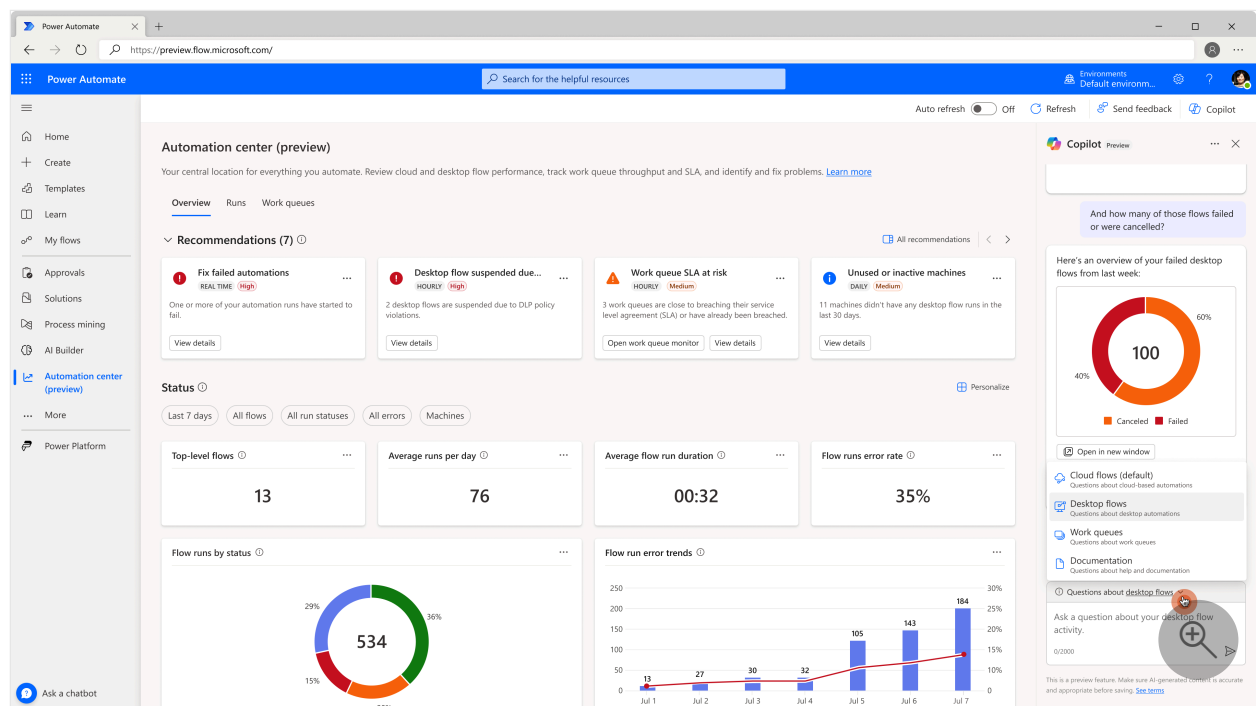 Power Automate
https://preview.flow.microsoft.com/
Power Automate
Search for the helpful resources
Environments
Default environm...
Auto refresh Off Refresh Send feedback Copilot
Home
Create
Templates
Learn
My flows
Approvals
Solutions
Process mining
AI Builder
Automation center
(preview)
More
Power Platform
Ask a chatbot
Automation center (preview)
Your central location for everything you automate. Review cloud and desktop flow performance, track work queue throughput and SLA, and identify and fix problems. Learn more
Overview Runs Work queues
Recommendations (7)
All recommendations
Fix failed automations
REAL TIME High
One or more of your automation runs have started to
fail.
View details
Desktop flow suspended due...
HOURLY High
2 desktop flows are suspended due to DLP policy
violations.
View details
Work queue SLA at risk
HOURLY Medium
3 work queues are close to breaching their service
level agreement (SLA) or have already been breached.
Open work queue monitor View details
Unused or inactive machines
DAILY Medium
11 machines didn't have any desktop flow runs in the
last 30 days.
View details
Status
Personalize
Last 7 days All flows All run statuses All errors Machines
Top-level flows
13
Average runs per day
76
Average flow run duration
00:32
Flow runs error rate
35%
Flow runs by status
29%
36%
534
15%
Flow run error trends
250
200
150
100
50
0
30%
25%
20%
15%
10%
0
13
27
30
32
105
143
184
Jul 1 Jul 2 Jul 3 Jul 4 Jul 5 Jul 6 Jul 7
Copilot Preview
And how many of those flows failed
or were cancelled?
Here's an overview of your failed desktop
flows from last week:
60%
100
40%
Canceled Failed
Open in new window
Cloud flows (default)
Questions about cloud-based automations
Desktop flows
Questions about desktop automations
Work queues
Questions about work queues
Documentation
Questions about help and documentation
Questions about desktop flows
Ask a question about your desktop flow
activity.
0/2000
This is a preview feature. Make sure AI-generated content is accurate
and appropriate before saving. See terms